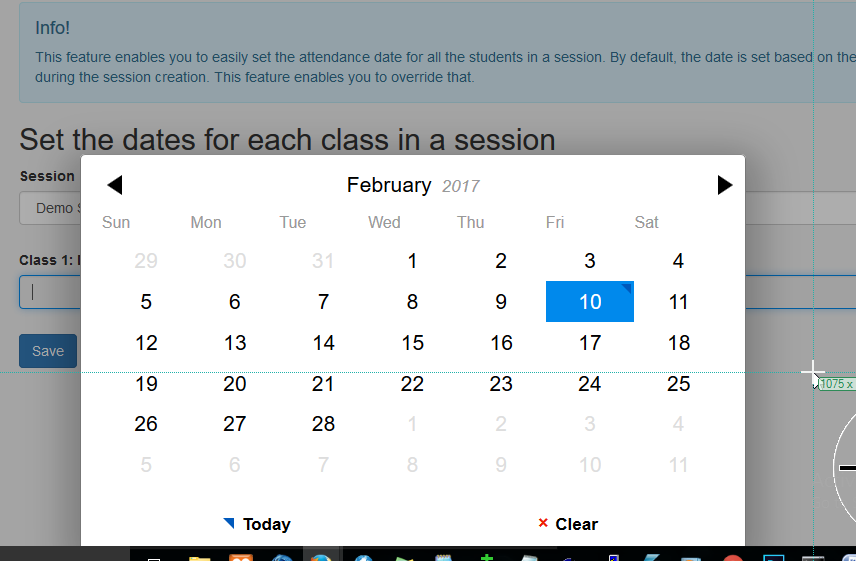 Info!
This feature enables you to easily set the attendance date for all the students in a session. By default, the date is set based on the
during the session creation. This feature enables you to override that.
Set the dates for each class in a session
Session
Demo
Class 1:
Save
February 2017
Sun Mon Tue Wed Thu Fri Sat
29 30 31 1 2 3 4
5 6 7 8 9 10 11
12 13 14 15 16 17 18
19 20 21 22 23 24 25
26 27 28 1 2 3 4
5 6 7 8 9 10 11
Today × Clear
1075 x